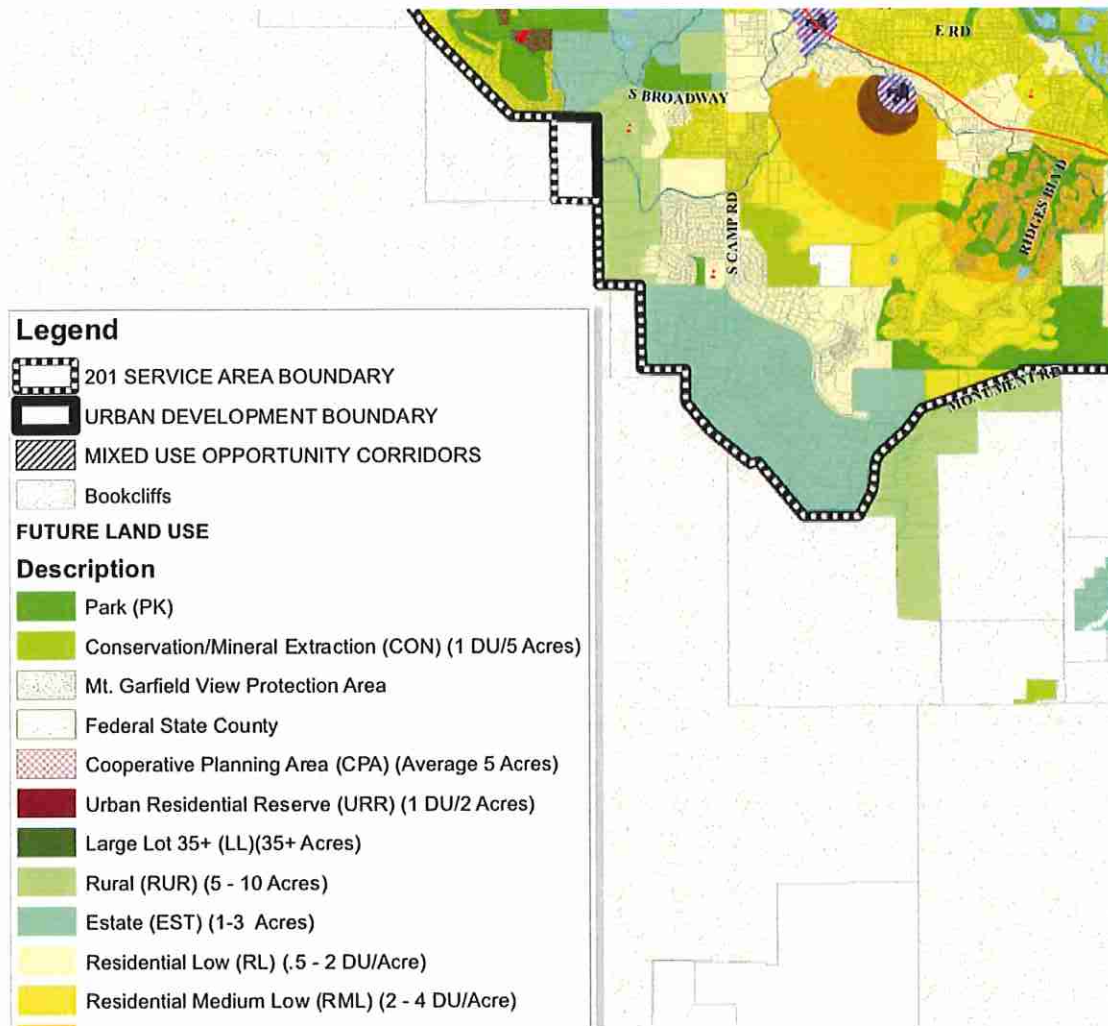 E RD
S BROADWAY
S CAMP RD
RIDGES BLVD
MONUMENT RD
Legend
201 SERVICE AREA BOUNDARY
URBAN DEVELOPMENT BOUNDARY
MIXED USE OPPORTUNITY CORRIDORS
Bookcliffs
FUTURE LAND USE
Description
Park (PK)
Conservation/Mineral Extraction (CON) (1 DU/5 Acres)
Mt. Garfield View Protection Area
Federal State County
Cooperative Planning Area (CPA) (Average 5 Acres)
Urban Residential Reserve (URR) (1 DU/2 Acres)
Large Lot 35+ (LL)(35+ Acres)
Rural (RUR) (5 - 10 Acres)
Estate (EST) (1-3 Acres)
Residential Low (RL) (.5 - 2 DU/Acre)
Residential Medium Low (RML) (2 - 4 DU/Acre)